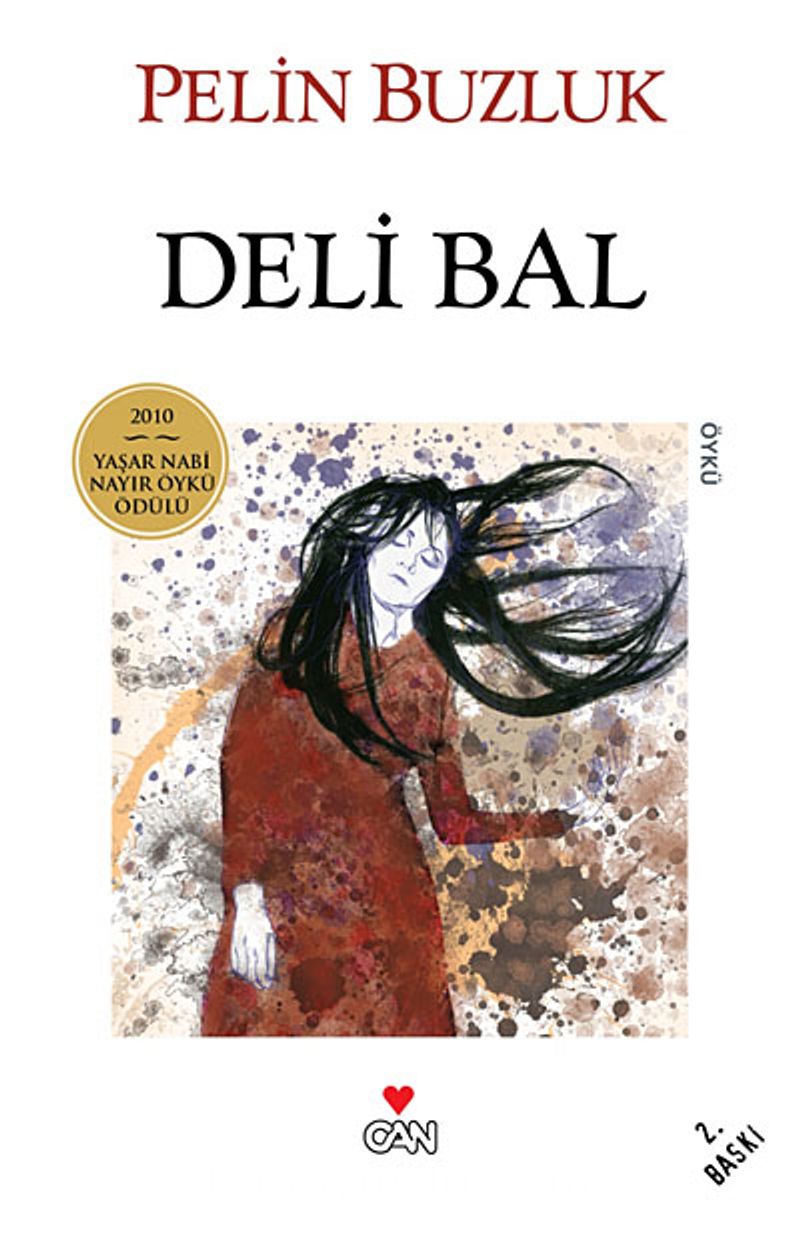 PELİN BUZLUK
DELİ BAL
2010
YAŞAR NABİ
NAYIR ÖYKÜ
ÖDÜLÜ
ÖYKÜ
CAN
2.
BASKI